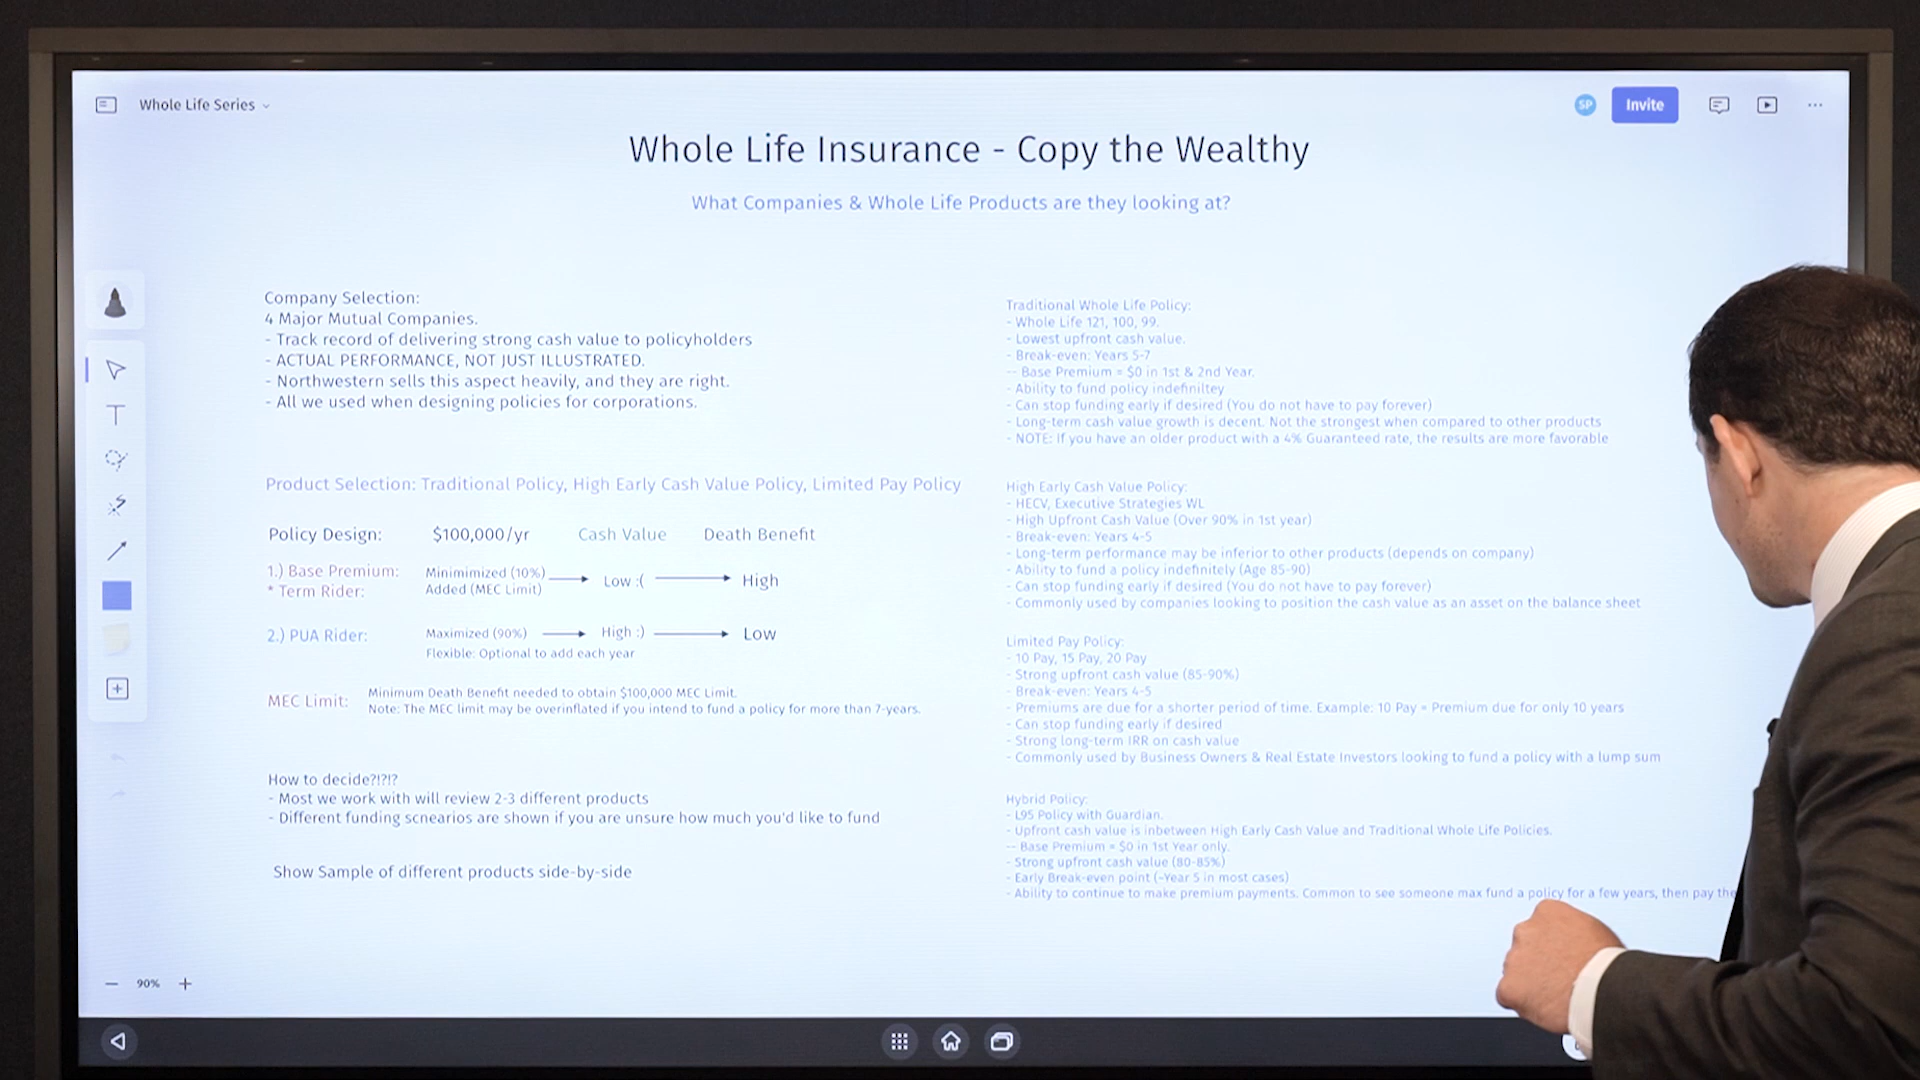 Whole Life Series
SP
Invite
Whole Life Insurance - Copy the Wealthy
What Companies & Whole Life Products are they looking at?
Company Selection:
4 Major Mutual Companies.
- Track record of delivering strong cash value to policyholders
- ACTUAL PERFORMANCE, NOT JUST ILLUSTRATED.
- Northwestern sells this aspect heavily, and they are right.
- All we used when designing policies for corporations.
Product Selection: Traditional Policy, High Early Cash Value Policy, Limited Pay Policy
Policy Design: $100,000/yr Cash Value Death Benefit
1.) Base Premium: Minimimized (10%) Low :( High
* Term Rider: Added (MEC Limit)
2.) PUA Rider: Maximized (90%) High :) Low
Flexible: Optional to add each year
MEC Limit: Minimum Death Benefit needed to obtain $100,000 MEC Limit.
Note: The MEC limit may be overinflated if you intend to fund a policy for more than 7-years.
How to decide?!?!?
- Most we work with will review 2-3 different products
- Different funding scnearios are shown if you are unsure how much you'd like to fund
Show Sample of different products side-by-side
Traditional Whole Life Policy:
- Whole Life 121, 100, 99.
- Lowest upfront cash value.
- Break-even: Years 5-7
-- Base Premium = $0 in 1st & 2nd Year.
- Ability to fund policy indefiniltey
- Can stop funding early if desired (You do not have to pay forever)
- Long-term cash value growth is decent. Not the strongest when compared to other products
- NOTE: If you have an older product with a 4% Guaranteed rate, the results are more favorable
High Early Cash Value Policy:
- HECV, Executive Strategies WL
- High Upfront Cash Value (Over 90% in 1st year)
- Break-even: Years 4-5
- Long-term performance may be inferior to other products (depends on company)
- Ability to fund a policy indefinitely (Age 85-90)
- Can stop funding early if desired (You do not have to pay forever)
- Commonly used by companies looking to position the cash value as an asset on the balance sheet
Limited Pay Policy:
- 10 Pay, 15 Pay, 20 Pay
- Strong upfront cash value (85-90%)
- Break-even: Years 4-5
- Premiums are due for a shorter period of time. Example: 10 Pay = Premium due for only 10 years
- Can stop funding early if desired
- Strong long-term IRR on cash value
- Commonly used by Business Owners & Real Estate Investors looking to fund a policy with a lump sum
Hybrid Policy:
- L95 Policy with Guardian.
- Upfront cash value is inbetween High Early Cash Value and Traditional Whole Life Policies.
-- Base Premium = $0 in 1st Year only.
- Strong upfront cash value (80-85%)
- Early Break-even point (~Year 5 in most cases)
- Ability to continue to make premium payments. Common to see someone max fund a policy for a few years, then pay the
90%